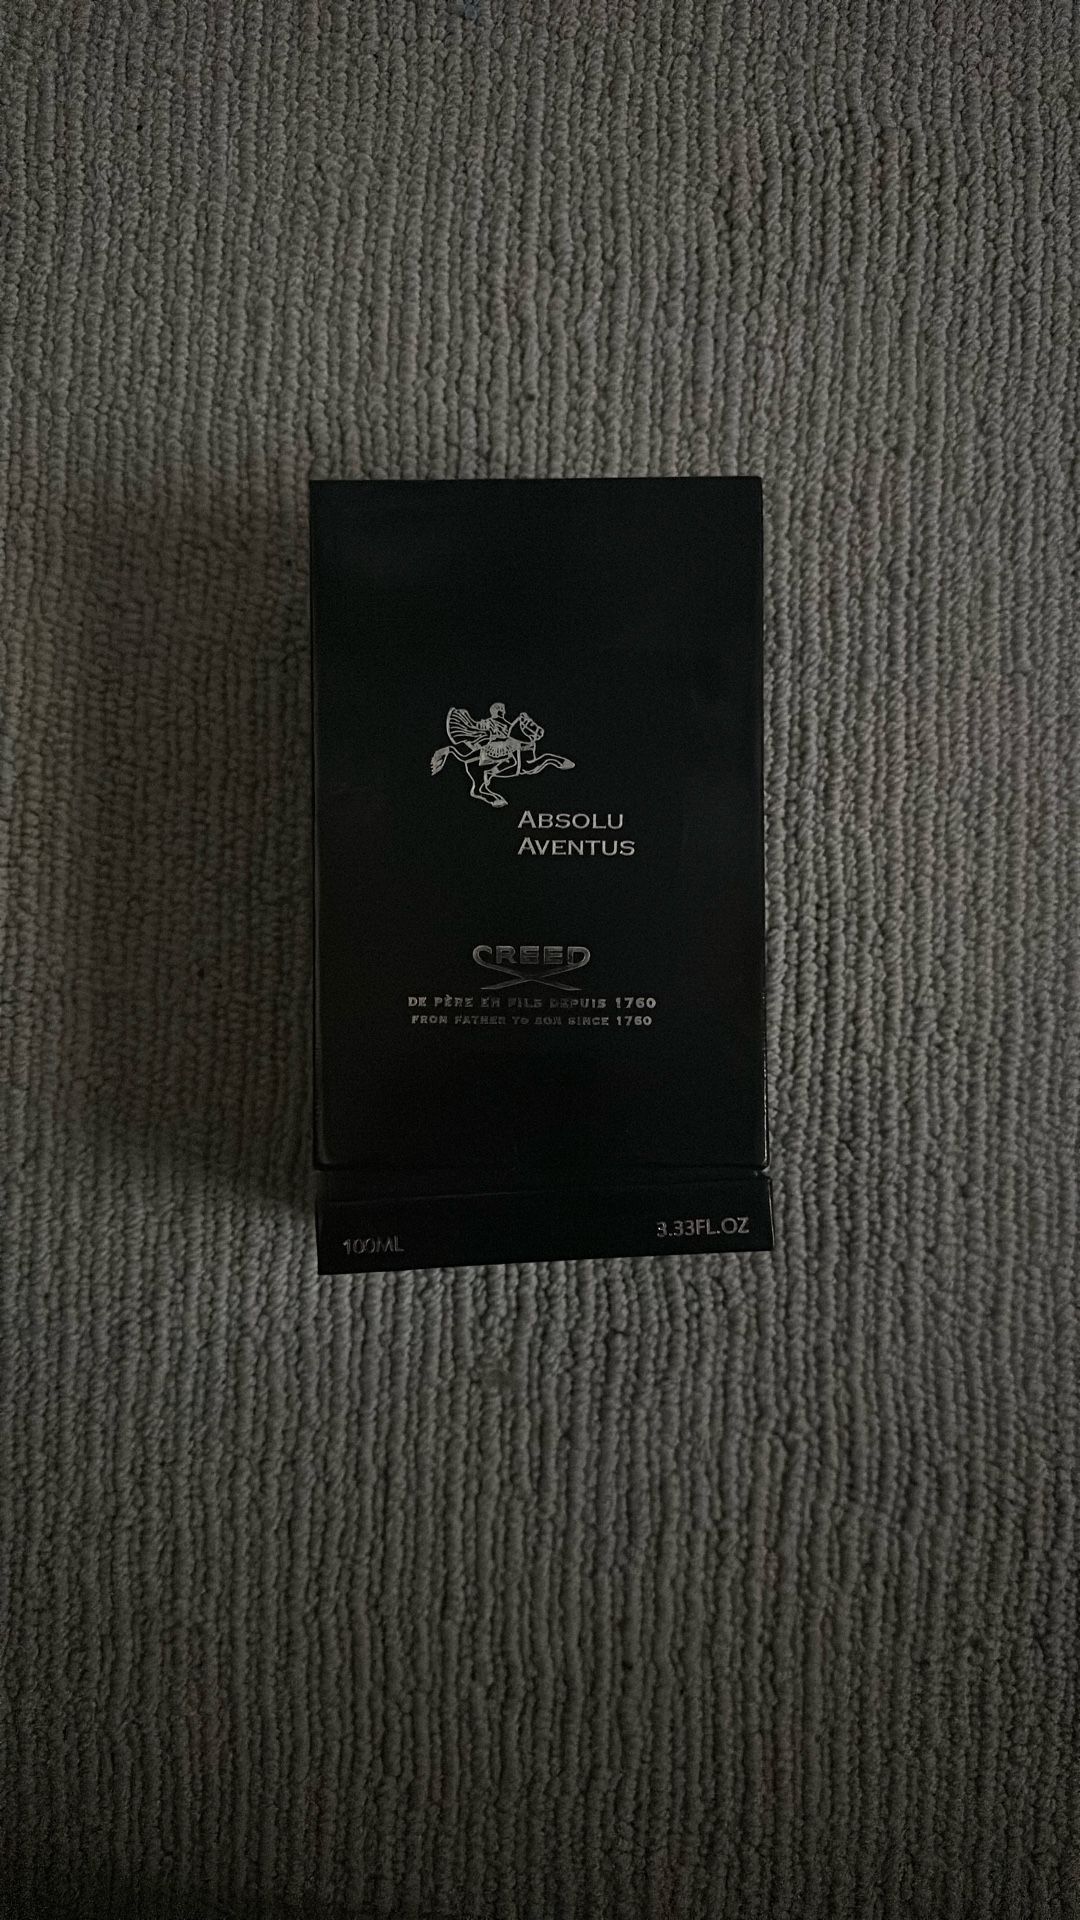 ABSOLU
AVENTUS
CREED
DE PÈRE EN FILS DEPUIS 1760
FROM FATHER TO SON SINCE 1760
100ML
3.33FL.OZ